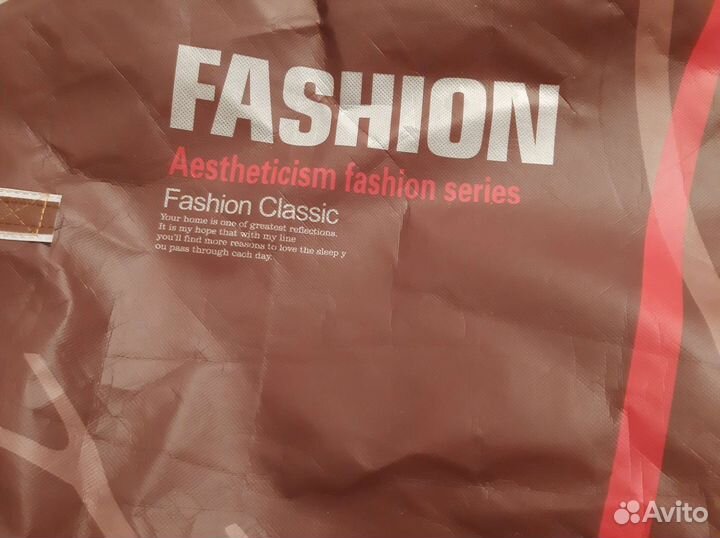 FASHION
Aestheticism fashion series
Fashion Classic
Your home is one of greatest reflections.
It is my hope that with my line
you'll find more reasons to love the sleep y
ou pass through each day.
Avito